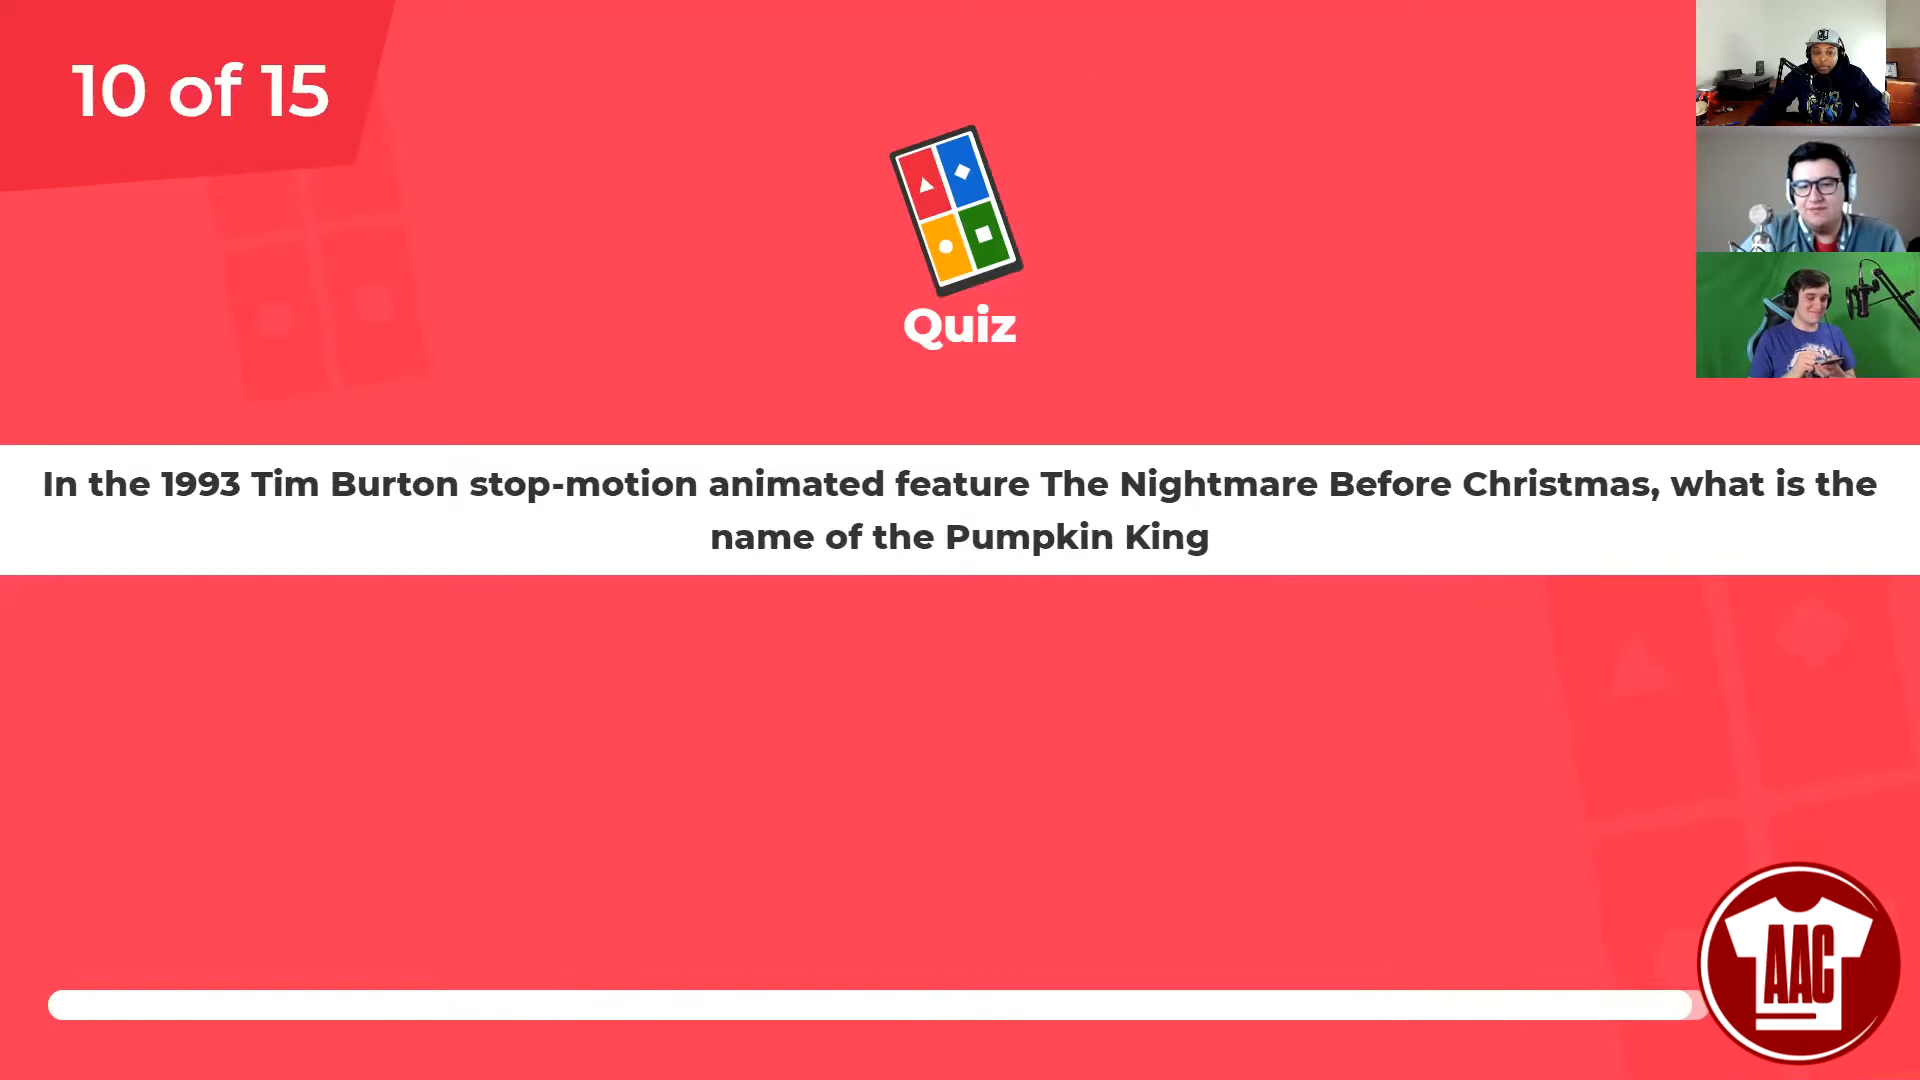 10 of 15
Quiz
In the 1993 Tim Burton stop-motion animated feature The Nightmare Before Christmas, what is the
name of the Pumpkin King
AAC